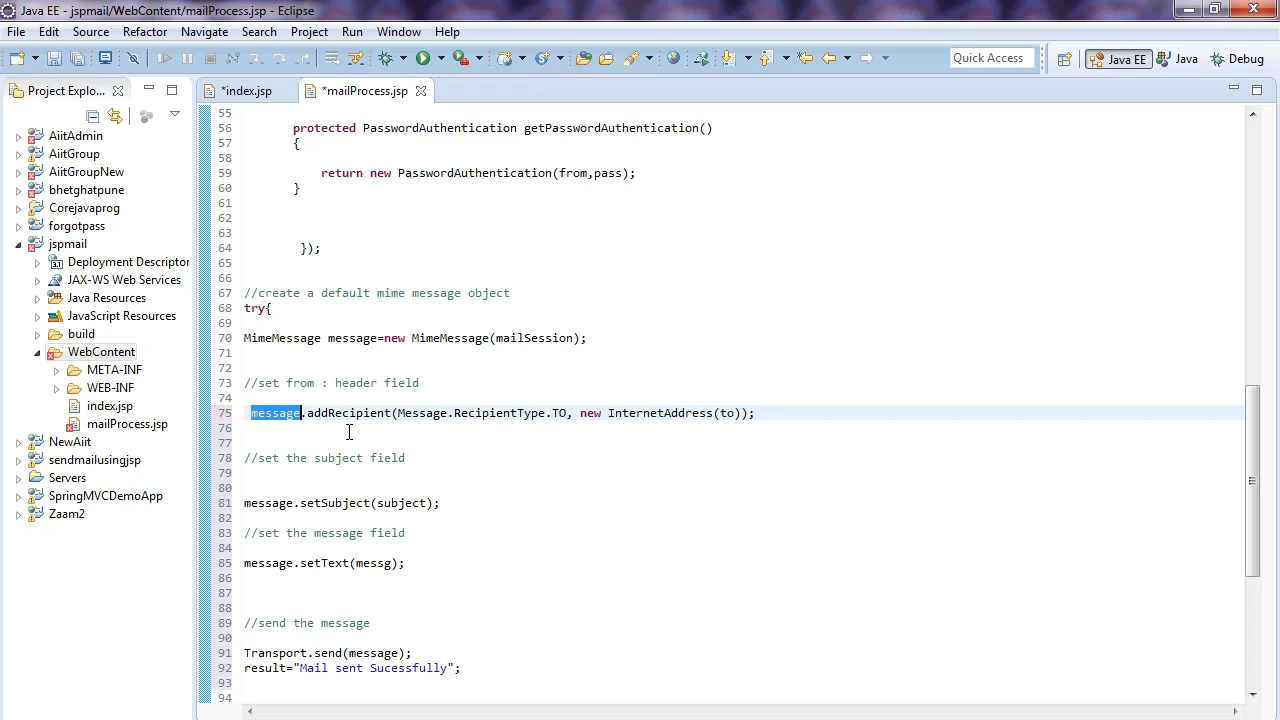 Java EE - jspmail/WebContent/mailProcess.jsp - Eclipse
File Edit Source Refactor Navigate Search Project Run Window Help
Quick Access
Java EE
Java
Debug
Project Explo...
*index.jsp
*mailProcess.jsp
AiitAdmin
AiitGroup
AiitGroupNew
bhetghatpune
Corejavaprog
forgotpass
jspmail
Deployment Descriptor
JAX-WS Web Services
Java Resources
JavaScript Resources
build
WebContent
META-INF
WEB-INF
index.jsp
mailProcess.jsp
NewAiit
sendmailusingjsp
Servers
SpringMVCDemoApp
Zaam2
55
56 protected PasswordAuthentication getPasswordAuthentication()
57 {
58
59 return new PasswordAuthentication(from,pass);
60 }
61
62
63
64 });
65
66
67 //create a default mime message object
68 try{
69
70 MimeMessage message=new MimeMessage(mailSession);
71
72
73 //set from : header field
74
75 message.addRecipient(Message.RecipientType.TO, new InternetAddress(to));
76
77
78 //set the subject field
79
80
81 message.setSubject(subject);
82
83 //set the message field
84
85 message.setText(messg);
86
87
88
89 //send the message
90
91 Transport.send(message);
92 result="Mail sent Sucessfully";
93
94